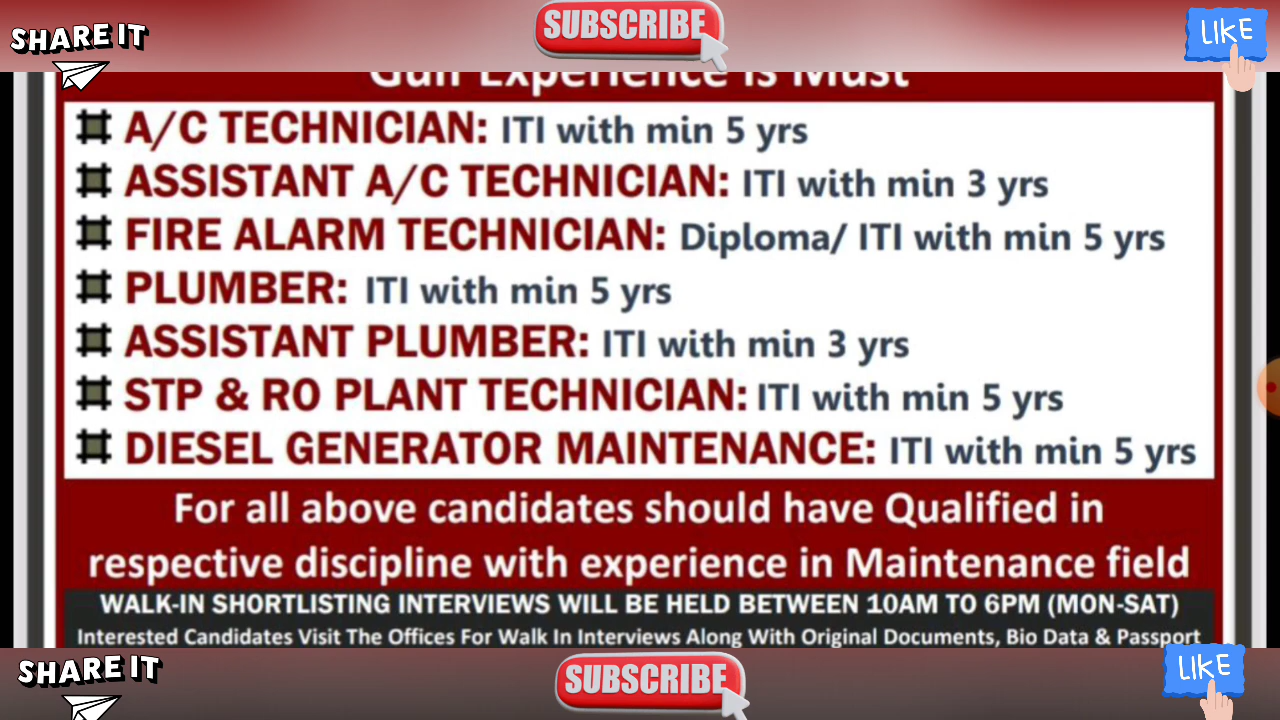 SHARE IT
SUBSCRIBE
LIKE
Gulf Experience is Must
A/C TECHNICIAN: ITI with min 5 yrs
ASSISTANT A/C TECHNICIAN: ITI with min 3 yrs
FIRE ALARM TECHNICIAN: Diploma/ ITI with min 5 yrs
PLUMBER: ITI with min 5 yrs
ASSISTANT PLUMBER: ITI with min 3 yrs
STP & RO PLANT TECHNICIAN: ITI with min 5 yrs
DIESEL GENERATOR MAINTENANCE: ITI with min 5 yrs
For all above candidates should have Qualified in
respective discipline with experience in Maintenance field
WALK-IN SHORTLISTING INTERVIEWS WILL BE HELD BETWEEN 10AM TO 6PM (MON-SAT)
Interested Candidates Visit The Offices For Walk In Interviews Along With Original Documents, Bio Data & Passport
SHARE IT
SUBSCRIBE
LIKE